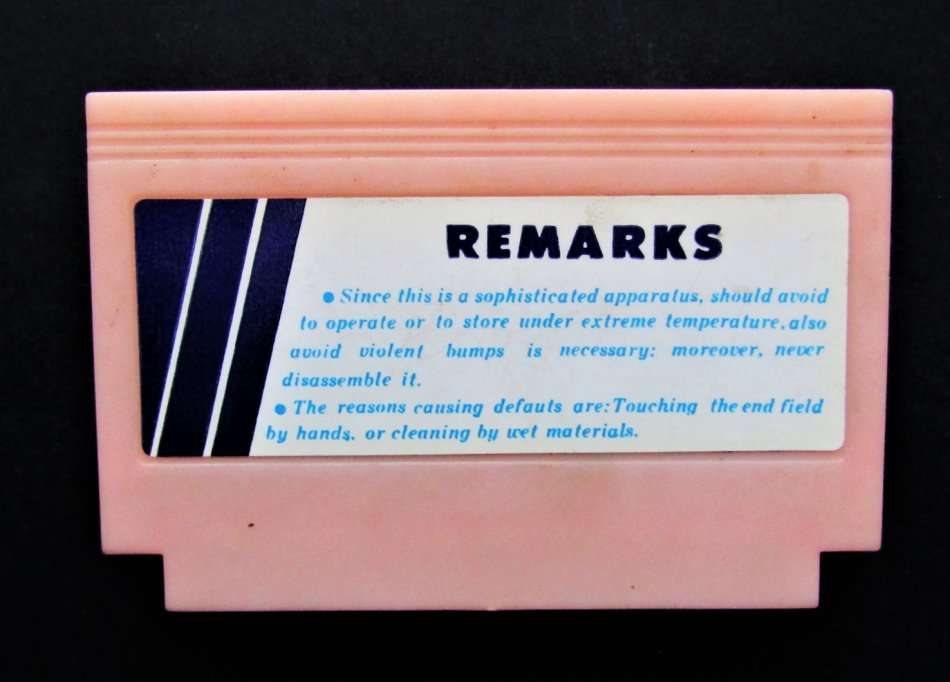 REMARKS
● Since this is a sophisticated apparatus, should avoid
to operate or to store under extreme temperature, also
avoid violent bumps is necessary; moreover, never
disassemble it.
● The reasons causing defauts are: Touching the end field
by hands, or cleaning by wet materials.